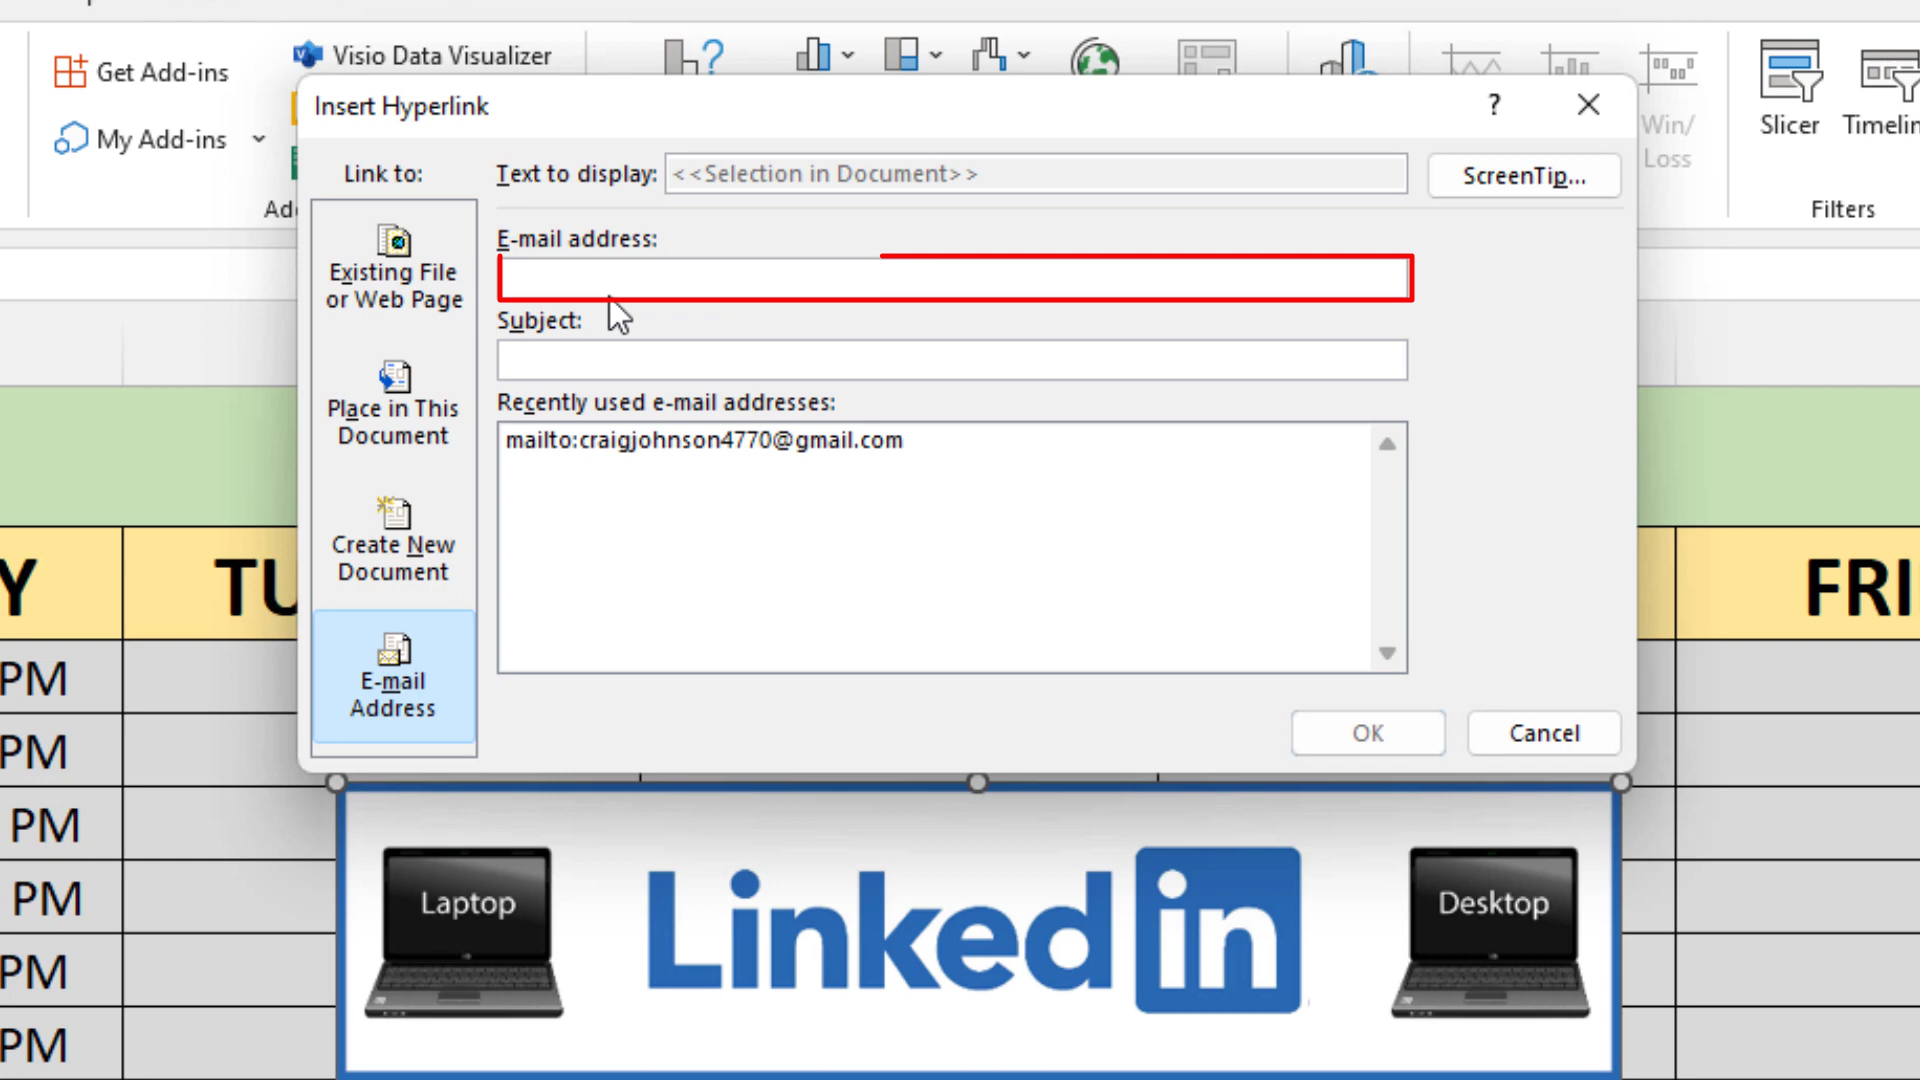 Get Add-ins
Visio Data Visualizer
My Add-ins
Insert Hyperlink
?
Win/
Loss
Slicer
Filters
Link to:
Text to display:
<<Selection in Document>>
ScreenTip...
Existing File
or Web Page
E-mail address:
Subject:
Place in This
Document
Recently used e-mail addresses:
mailto:craigjohnson4770@gmail.com
Create New
Document
E-mail
Address
OK
Cancel
Y
TU
FRI
PM
PM
PM
PM
PM
PM
Laptop
Linked in
Desktop